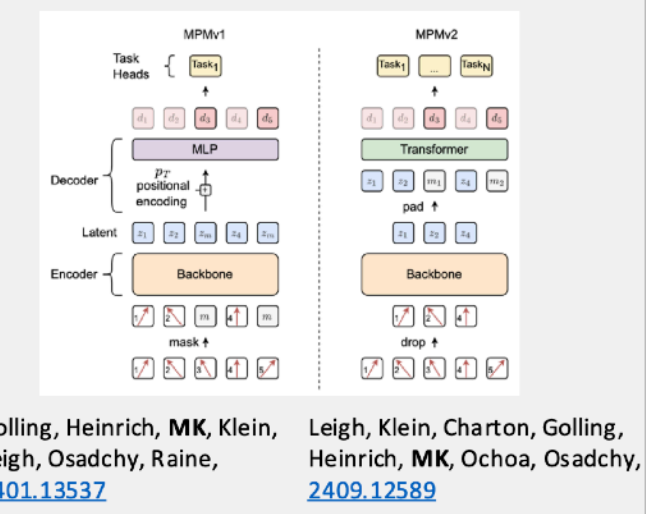 MPMv1 MPMv2
Task Heads { Task1 Task1 ... TaskN
d1 d2 d3 d4 d5 d1 d2 d3 d4 d5
MLP Transformer
Decoder pT positional encoding + z1 z2 m1 z4 m2
pad
Latent z1 z2 zm z4 zm z1 z2 z4
Encoder Backbone Backbone
1 2 m 4 m 1 2 4
mask drop
1 2 3 4 5 1 2 3 4 5
olling, Heinrich, MK, Klein, Leigh, Klein, Charton, Golling,
eigh, Osadchy, Raine, Heinrich, MK, Ochoa, Osadchy,
401.13537 2409.12589